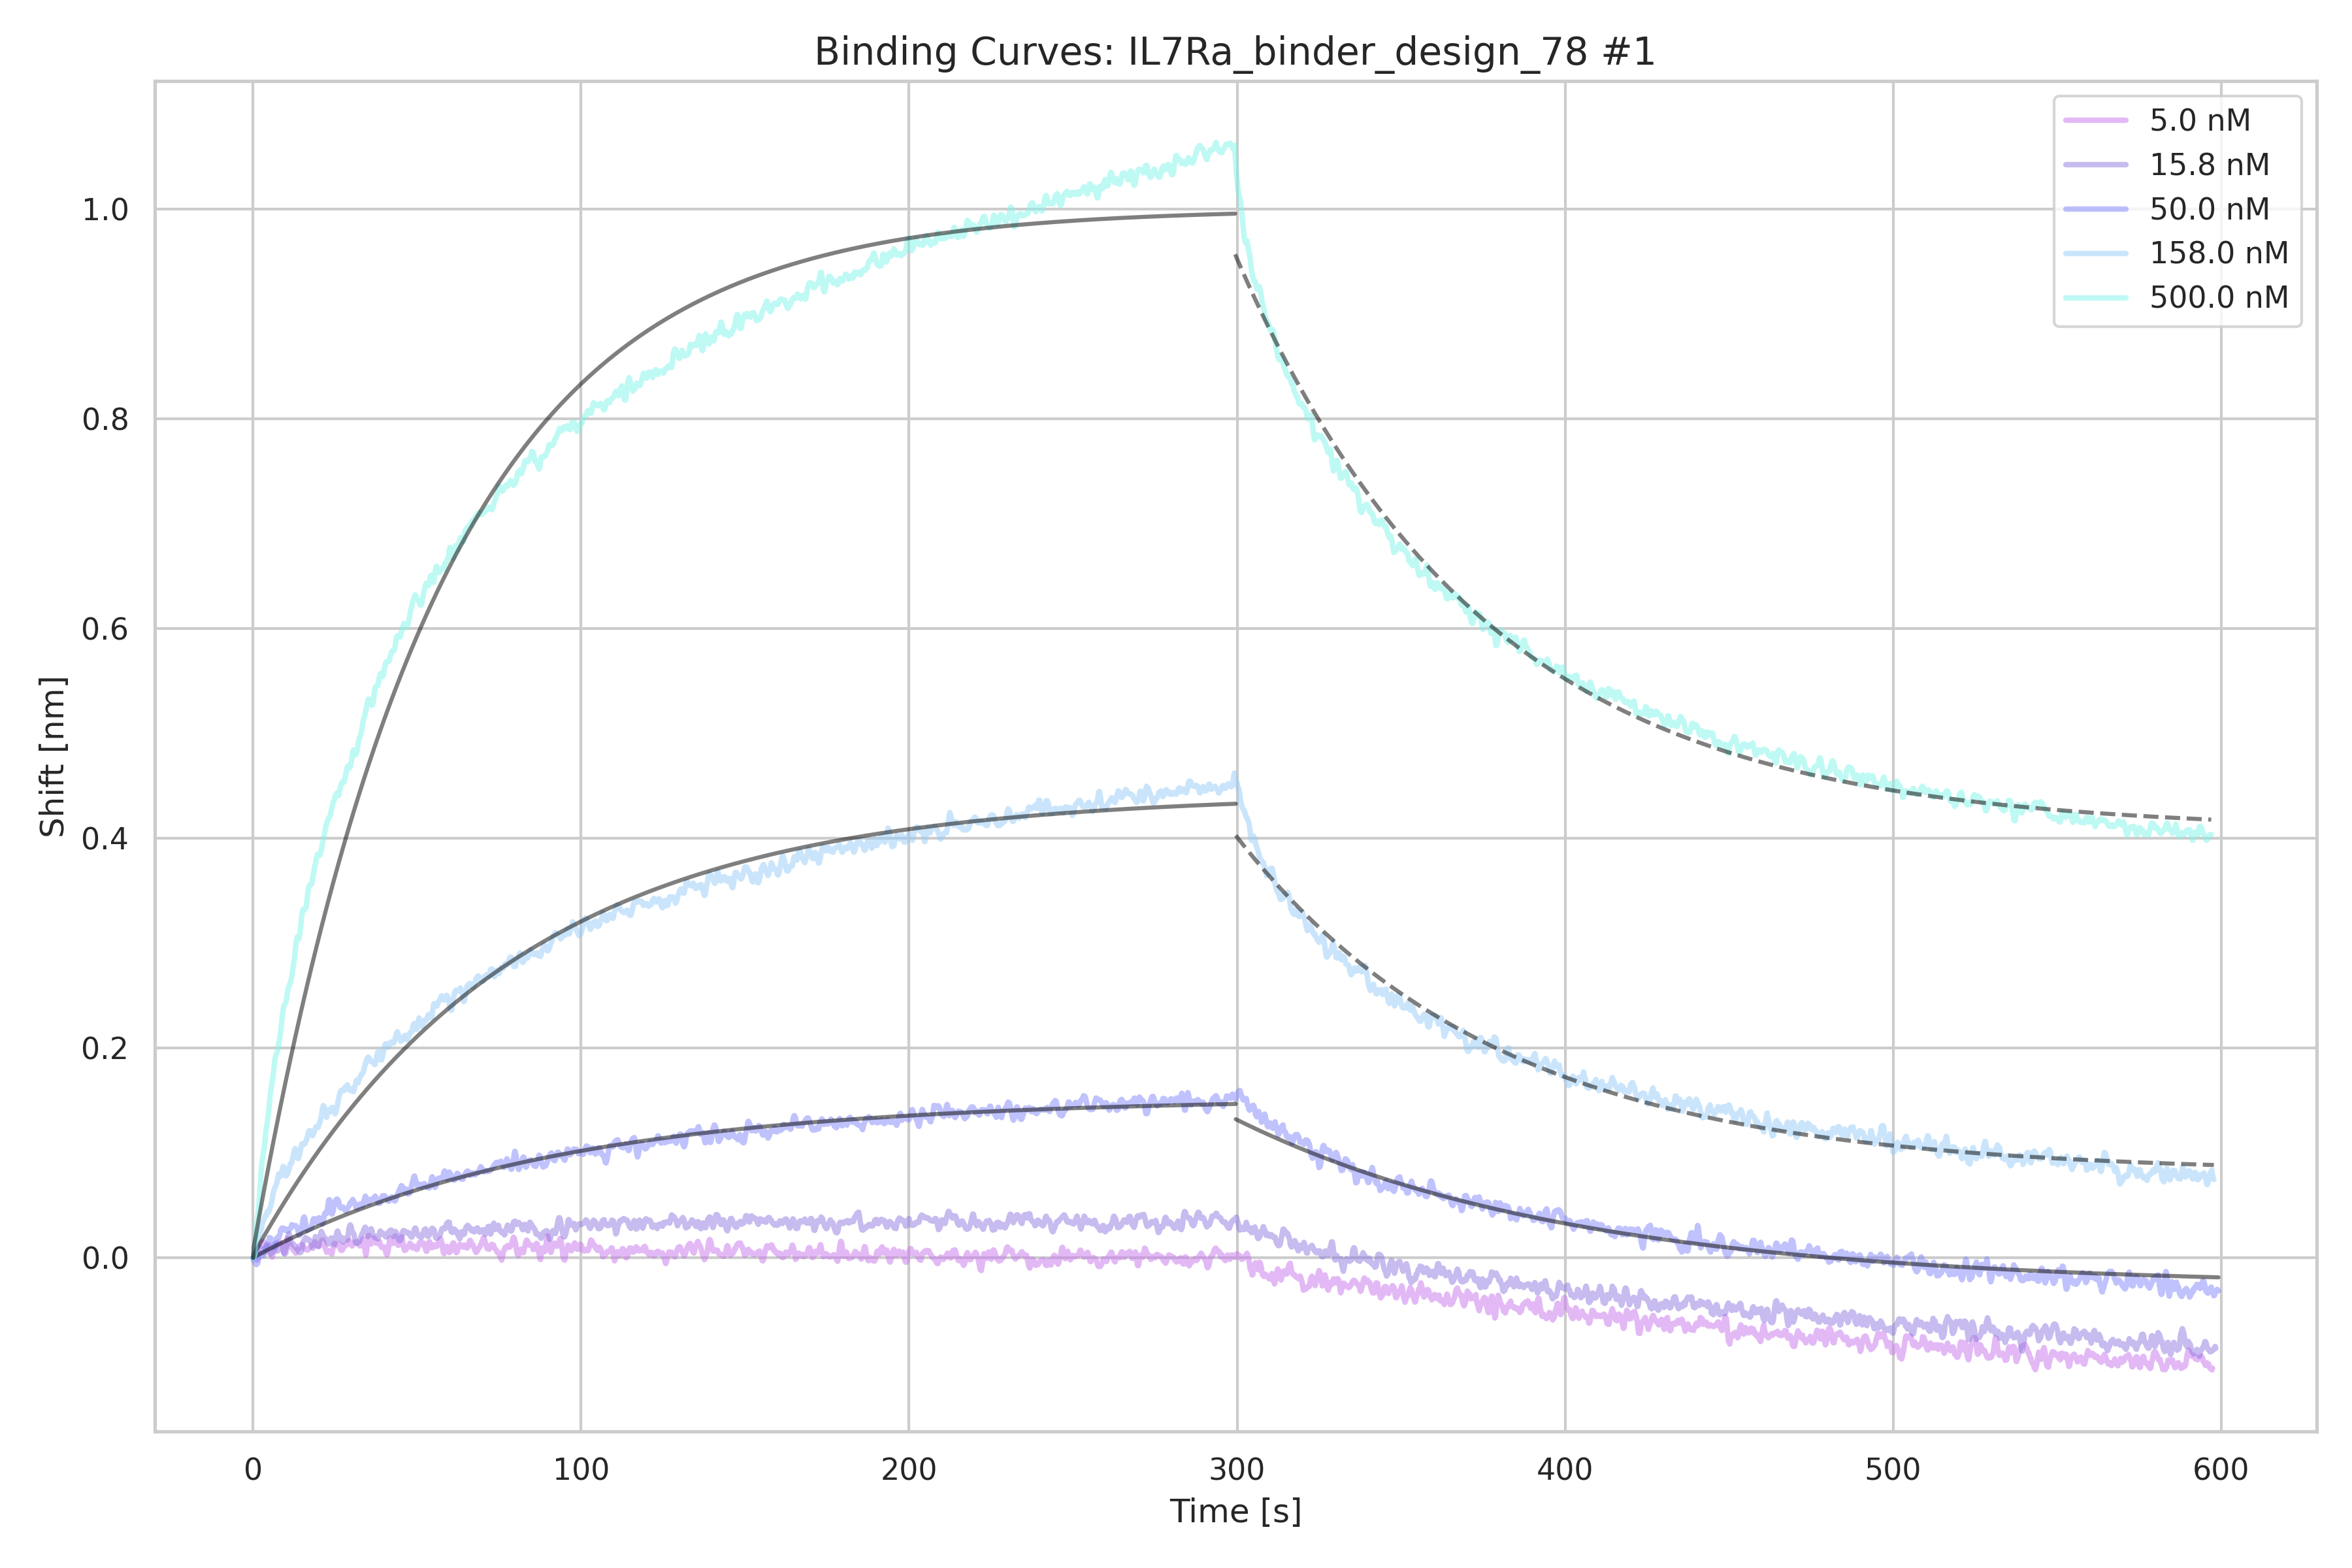 Binding Curves: IL7Ra_binder_design_78 #1
5.0 nM
15.8 nM
50.0 nM
158.0 nM
500.0 nM
Shift [nm]
1.0
0.8
0.6
0.4
0.2
0.0
0 100 200 300 400 500 600
Time [s]